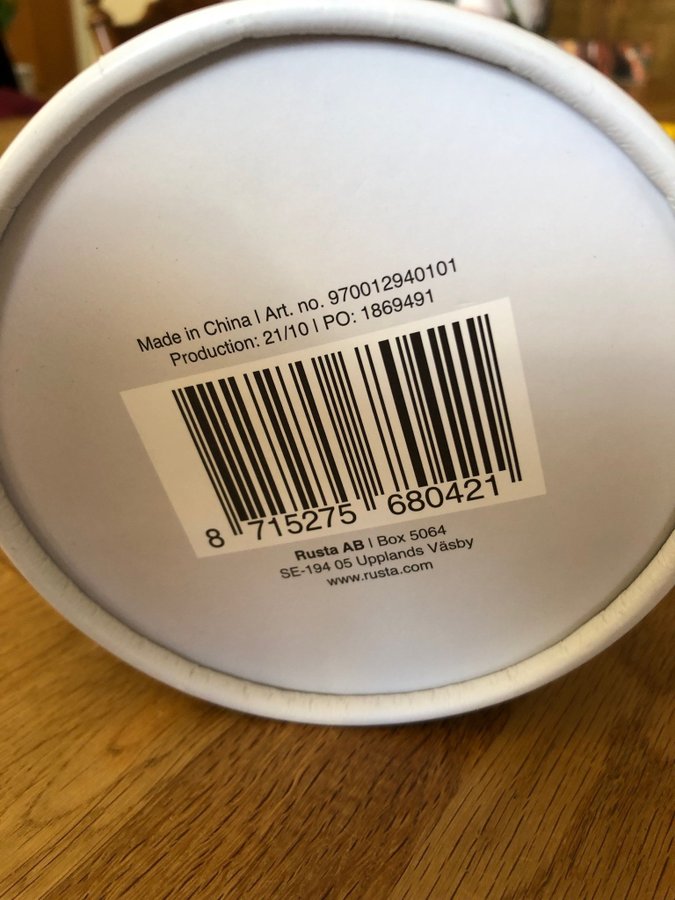 Made in China | Art. no. 970012940101
Production: 21/10 | PO: 1869491
8 715275 680421
Rusta AB | Box 5064
SE-194 05 Upplands Väsby
www.rusta.com